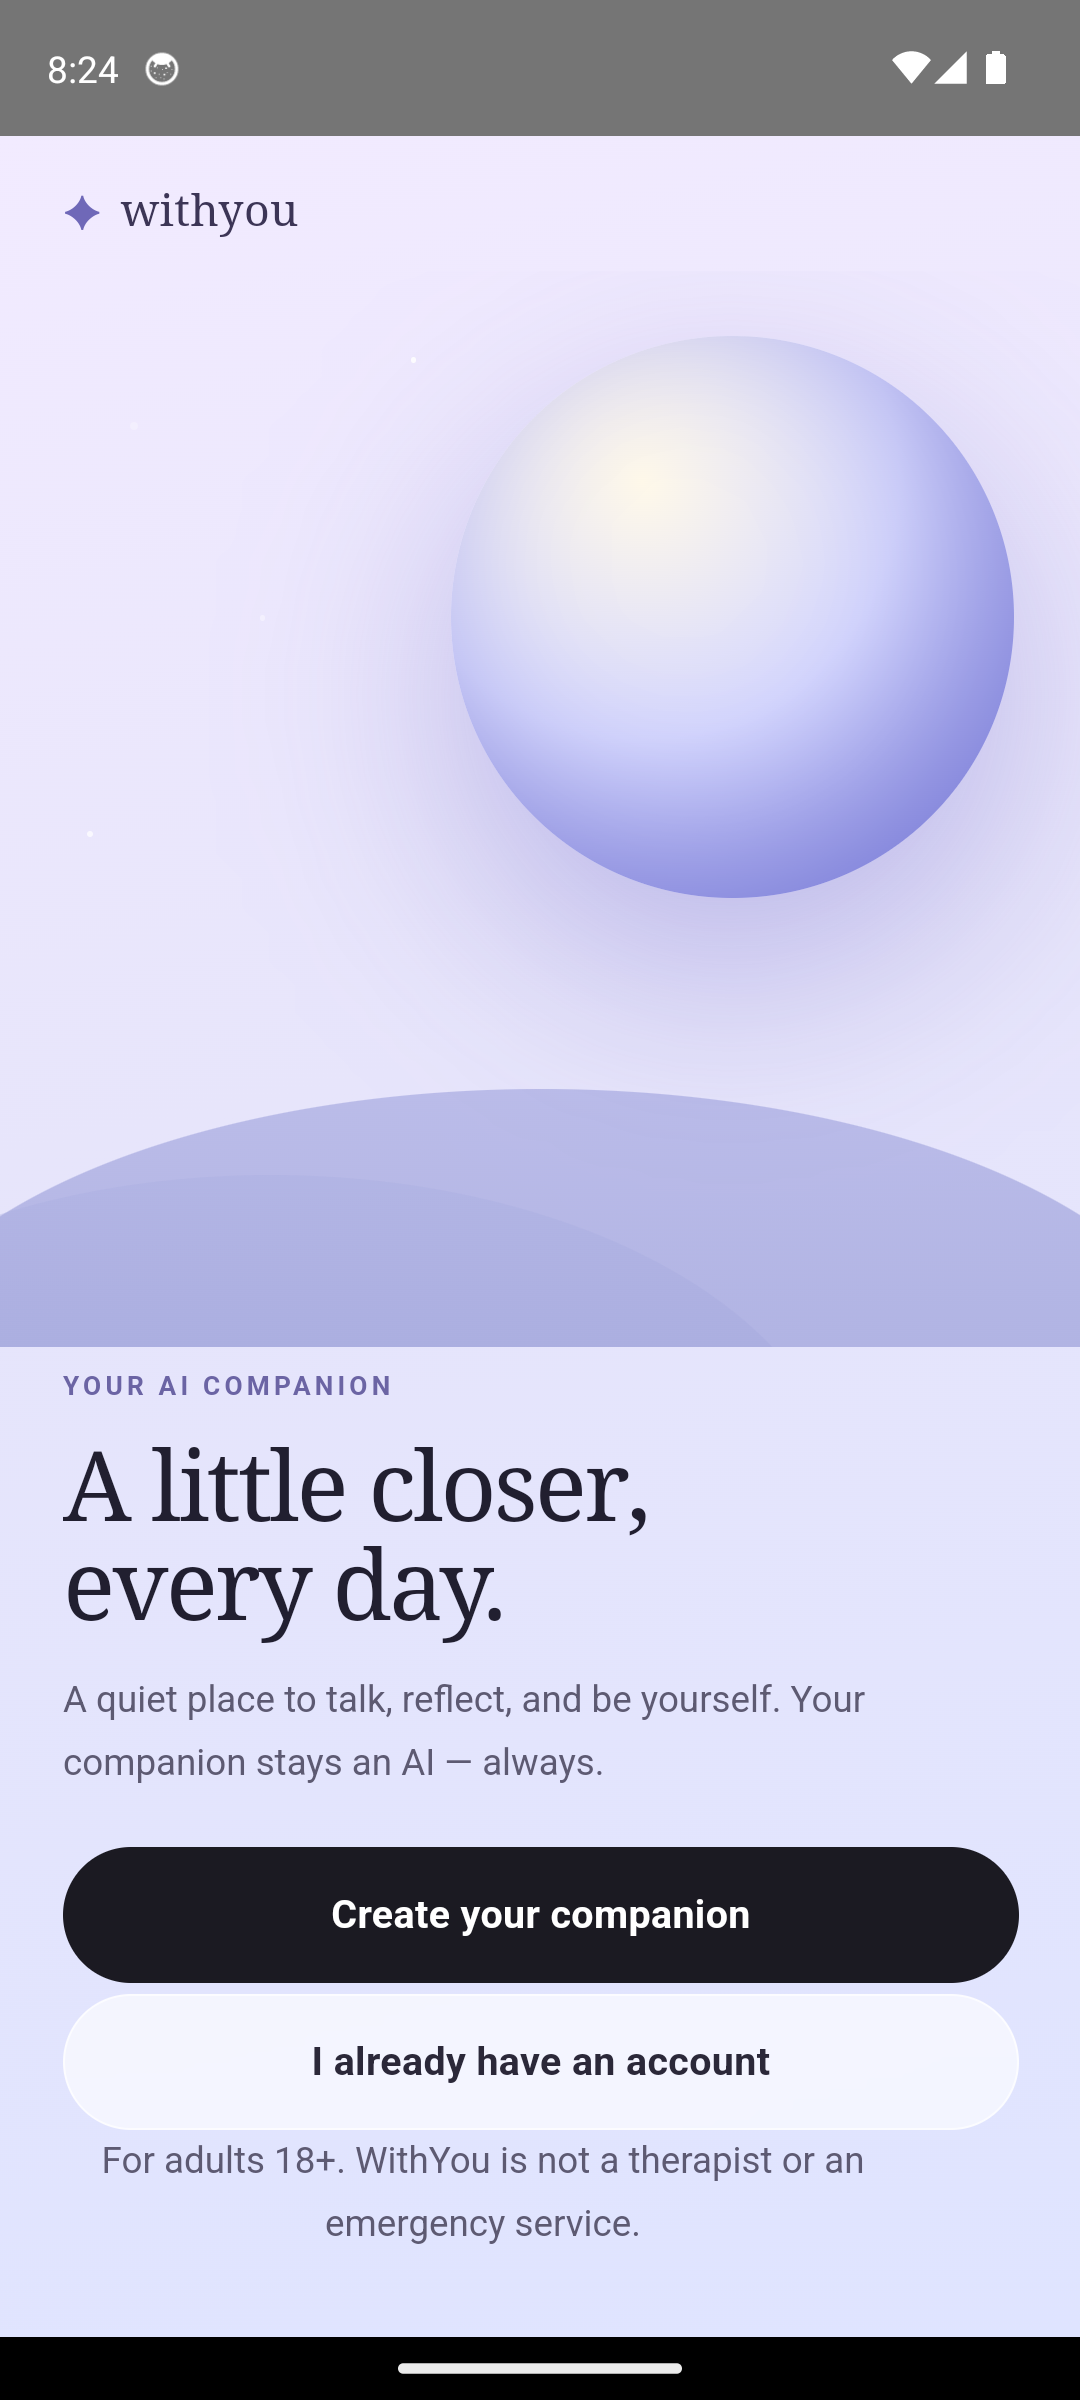 8:24
withyou
YOUR AI COMPANION
A little closer,
every day.
A quiet place to talk, reflect, and be yourself. Your
companion stays an AI — always.
Create your companion
I already have an account
For adults 18+. WithYou is not a therapist or an
emergency service.